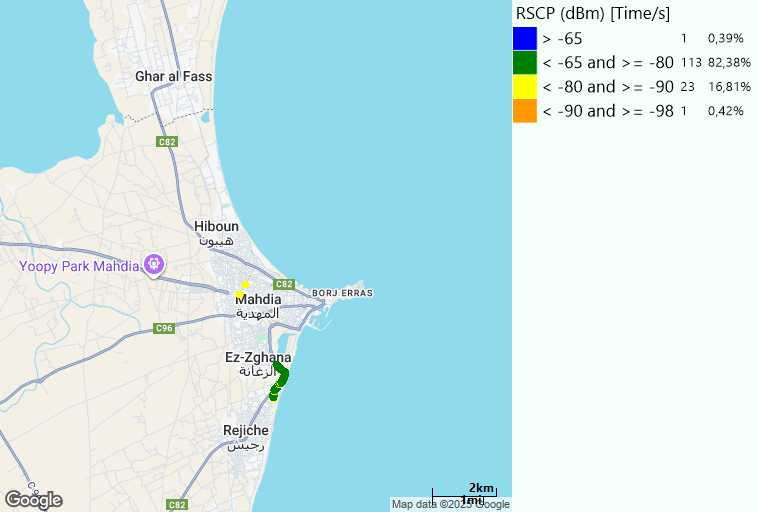 RSCP (dBm) [Time/s]
> -65 1 0,39%
< -65 and >= -80 113 82,38%
< -80 and >= -90 23 16,81%
< -90 and >= -98 1 0,42%
Ghar al Fass
C82
Hiboun
هيبون
Yoopy Park Mahdia
C82
BORJ ERRAS
Mahdia
المهدية
C96
Ez-Zghana
الزغانة
Rejiche
رجيش
C82
2km
1mi
Google
Map data ©2025 Google